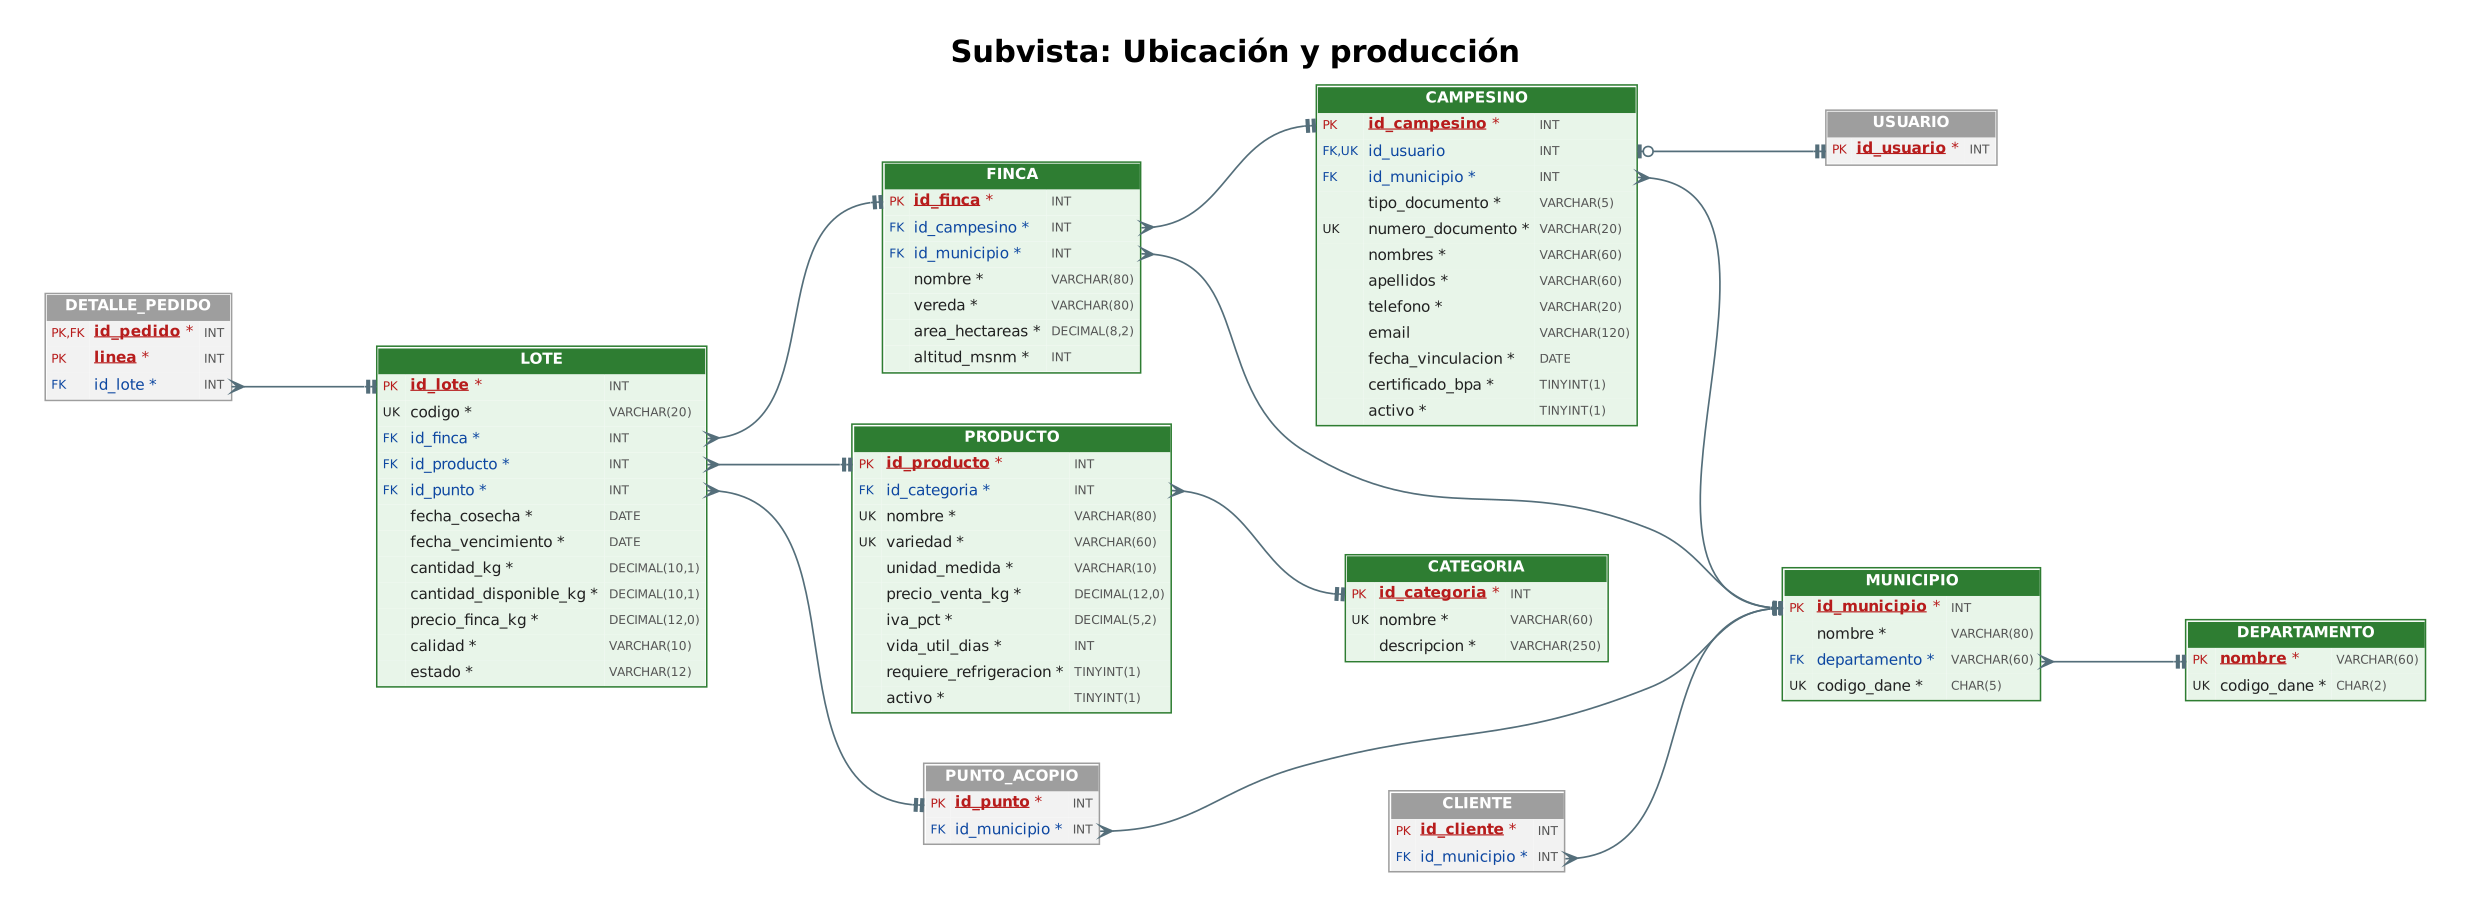 Subvista: Ubicación y producción
CAMPESINO
PK id_campesino * INT
FK,UK id_usuario INT
FK id_municipio * INT
tipo_documento * VARCHAR(5)
UK numero_documento * VARCHAR(20)
nombres * VARCHAR(60)
apellidos * VARCHAR(60)
telefono * VARCHAR(20)
email VARCHAR(120)
fecha_vinculacion * DATE
certificado_bpa * TINYINT(1)
activo * TINYINT(1)
USUARIO
PK id_usuario * INT
FINCA
PK id_finca * INT
FK id_campesino * INT
FK id_municipio * INT
nombre * VARCHAR(80)
vereda * VARCHAR(80)
area_hectareas * DECIMAL(8,2)
altitud_msnm * INT
DETALLE_PEDIDO
PK,FK id_pedido * INT
PK linea * INT
FK id_lote * INT
LOTE
PK id_lote * INT
UK codigo * VARCHAR(20)
FK id_finca * INT
FK id_producto * INT
FK id_punto * INT
fecha_cosecha * DATE
fecha_vencimiento * DATE
cantidad_kg * DECIMAL(10,1)
cantidad_disponible_kg * DECIMAL(10,1)
precio_finca_kg * DECIMAL(12,0)
calidad * VARCHAR(10)
estado * VARCHAR(12)
PRODUCTO
PK id_producto * INT
FK id_categoria * INT
UK nombre * VARCHAR(80)
UK variedad * VARCHAR(60)
unidad_medida * VARCHAR(10)
precio_venta_kg * DECIMAL(12,0)
iva_pct * DECIMAL(5,2)
vida_util_dias * INT
requiere_refrigeracion * TINYINT(1)
activo * TINYINT(1)
CATEGORIA
PK id_categoria * INT
UK nombre * VARCHAR(60)
descripcion * VARCHAR(250)
MUNICIPIO
PK id_municipio * INT
nombre * VARCHAR(80)
FK departamento * VARCHAR(60)
UK codigo_dane * CHAR(5)
DEPARTAMENTO
PK nombre * VARCHAR(60)
UK codigo_dane * CHAR(2)
PUNTO_ACOPIO
PK id_punto * INT
FK id_municipio * INT
CLIENTE
PK id_cliente * INT
FK id_municipio * INT